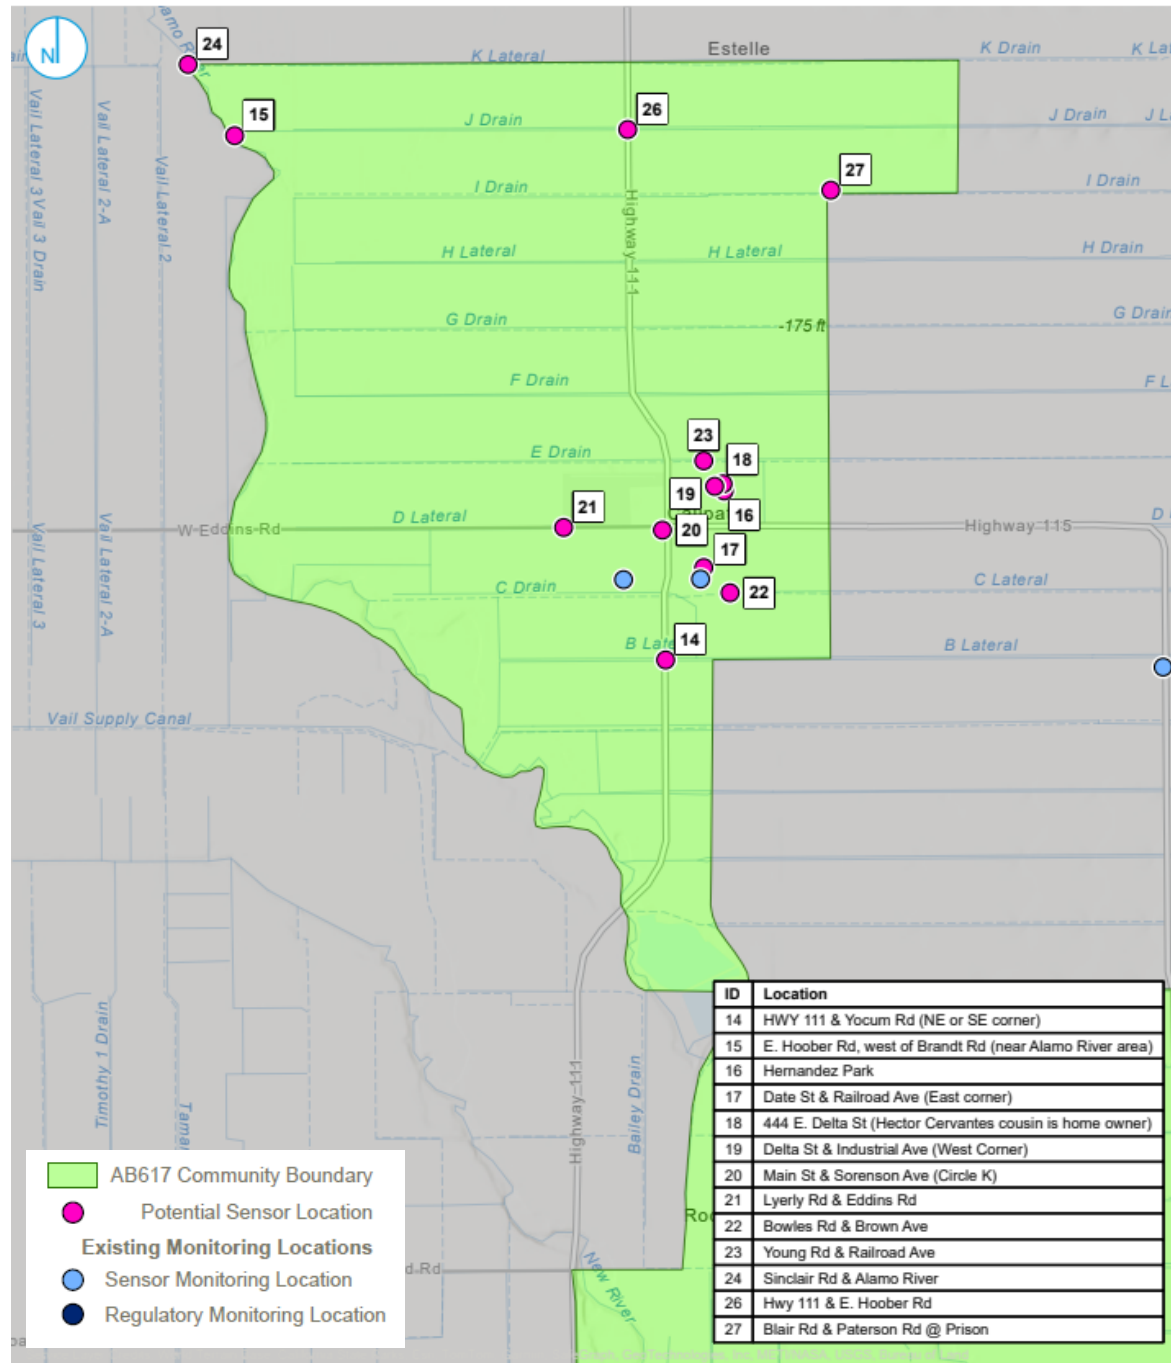 N
Alamo River
24
K Lateral
Estelle
K Drain
15
J Drain
26
J Drain
27
I Drain
I Drain
Vail Lateral 3
Vail 3 Drain
Vail Lateral 2-A
Vail Lateral 2
Highway 111
H Lateral
H Lateral
H Drain
G Drain
-175 ft
G Drain
F Drain
23
E Drain
18
19
16
21
D Lateral
W Eddins Rd
20
Highway 115
17
Vail Lateral 3
Vail Lateral 2-A
C Drain
C Lateral
22
14
B Lateral
B Lateral
Vail Supply Canal
Timothy 1 Drain
Highway 111
Bailey Drain
New River
ID Location
14 HWY 111 & Yocum Rd (NE or SE corner)
15 E. Hoober Rd, west of Brandt Rd (near Alamo River area)
16 Hernandez Park
17 Date St & Railroad Ave (East corner)
18 444 E. Delta St (Hector Cervantes cousin is home owner)
19 Delta St & Industrial Ave (West Corner)
20 Main St & Sorenson Ave (Circle K)
21 Lyerly Rd & Eddins Rd
22 Bowles Rd & Brown Ave
23 Young Rd & Railroad Ave
24 Sinclair Rd & Alamo River
26 Hwy 111 & E. Hoober Rd
27 Blair Rd & Paterson Rd @ Prison
AB617 Community Boundary
Potential Sensor Location
Existing Monitoring Locations
Sensor Monitoring Location
Regulatory Monitoring Location